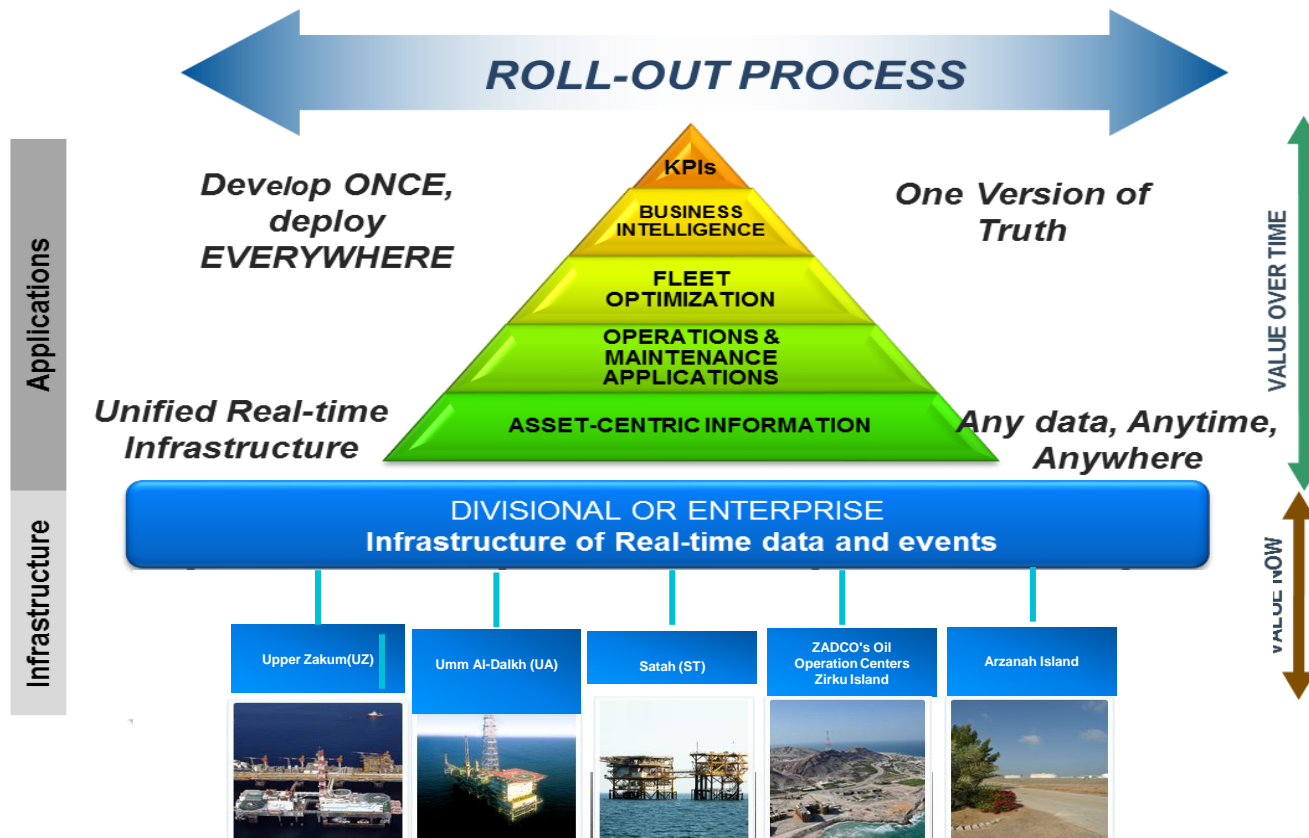 ROLL-OUT PROCESS
Develop ONCE,
deploy
EVERYWHERE
One Version of
Truth
KPIs
BUSINESS
INTELLIGENCE
FLEET
OPTIMIZATION
OPERATIONS &
MAINTENANCE
APPLICATIONS
ASSET-CENTRIC INFORMATION
Unified Real-time
Infrastructure
Any data, Anytime,
Anywhere
Applications
VALUE OVER TIME
DIVISIONAL OR ENTERPRISE
Infrastructure of Real-time data and events
Infrastructure
VALUE NOW
Upper Zakum(UZ)
Umm Al-Dalkh (UA)
Satah (ST)
ZADCO's Oil
Operation Centers
Zirku Island
Arzanah Island